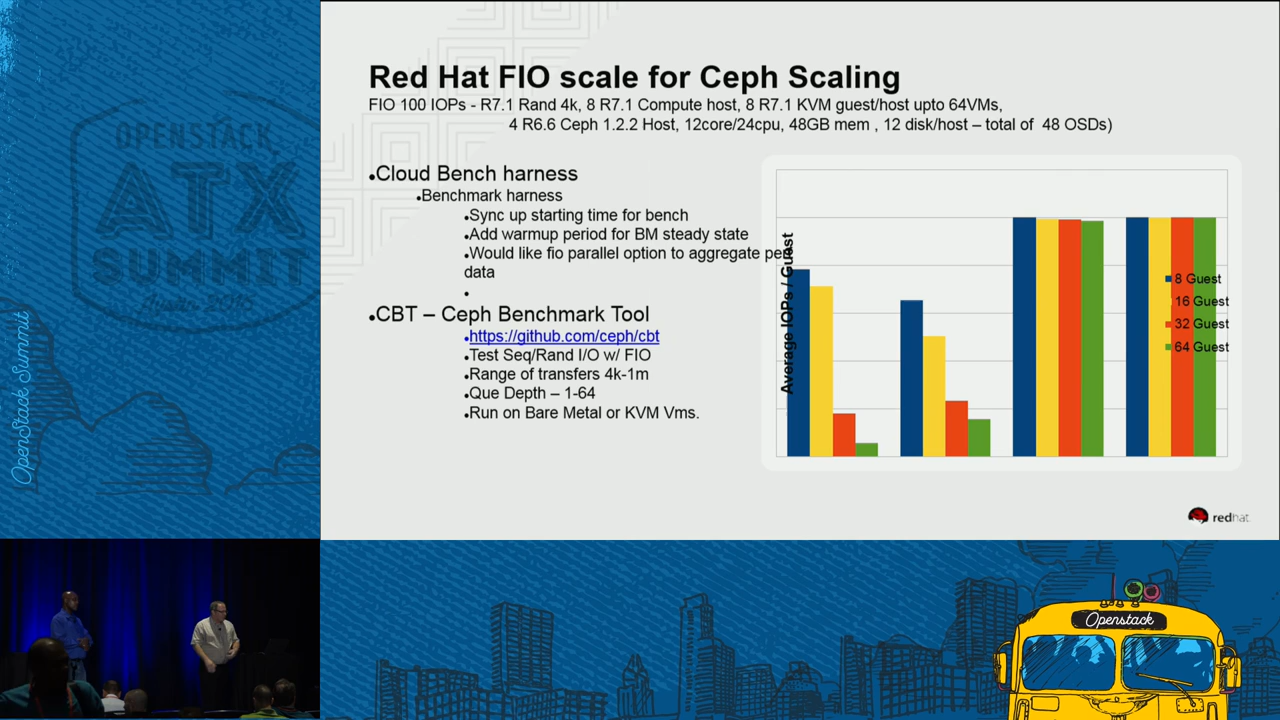 OPENSTACK
ATX
SUMMIT
Austin 2016
OpenStack Summit
Red Hat FIO scale for Ceph Scaling
FIO 100 IOPs - R7.1 Rand 4k, 8 R7.1 Compute host, 8 R7.1 KVM guest/host upto 64VMs,
4 R6.6 Ceph 1.2.2 Host, 12core/24cpu, 48GB mem , 12 disk/host – total of 48 OSDs)
•Cloud Bench harness
•Benchmark harness
•Sync up starting time for bench
•Add warmup period for BM steady state
•Would like fio parallel option to aggregate perf
data
•
•CBT – Ceph Benchmark Tool
•https://github.com/ceph/cbt
•Test Seq/Rand I/O w/ FIO
•Range of transfers 4k-1m
•Que Depth – 1-64
•Run on Bare Metal or KVM Vms.
Average IOPs / Guest
8 Guest
16 Guest
32 Guest
64 Guest
redhat.
Openstack